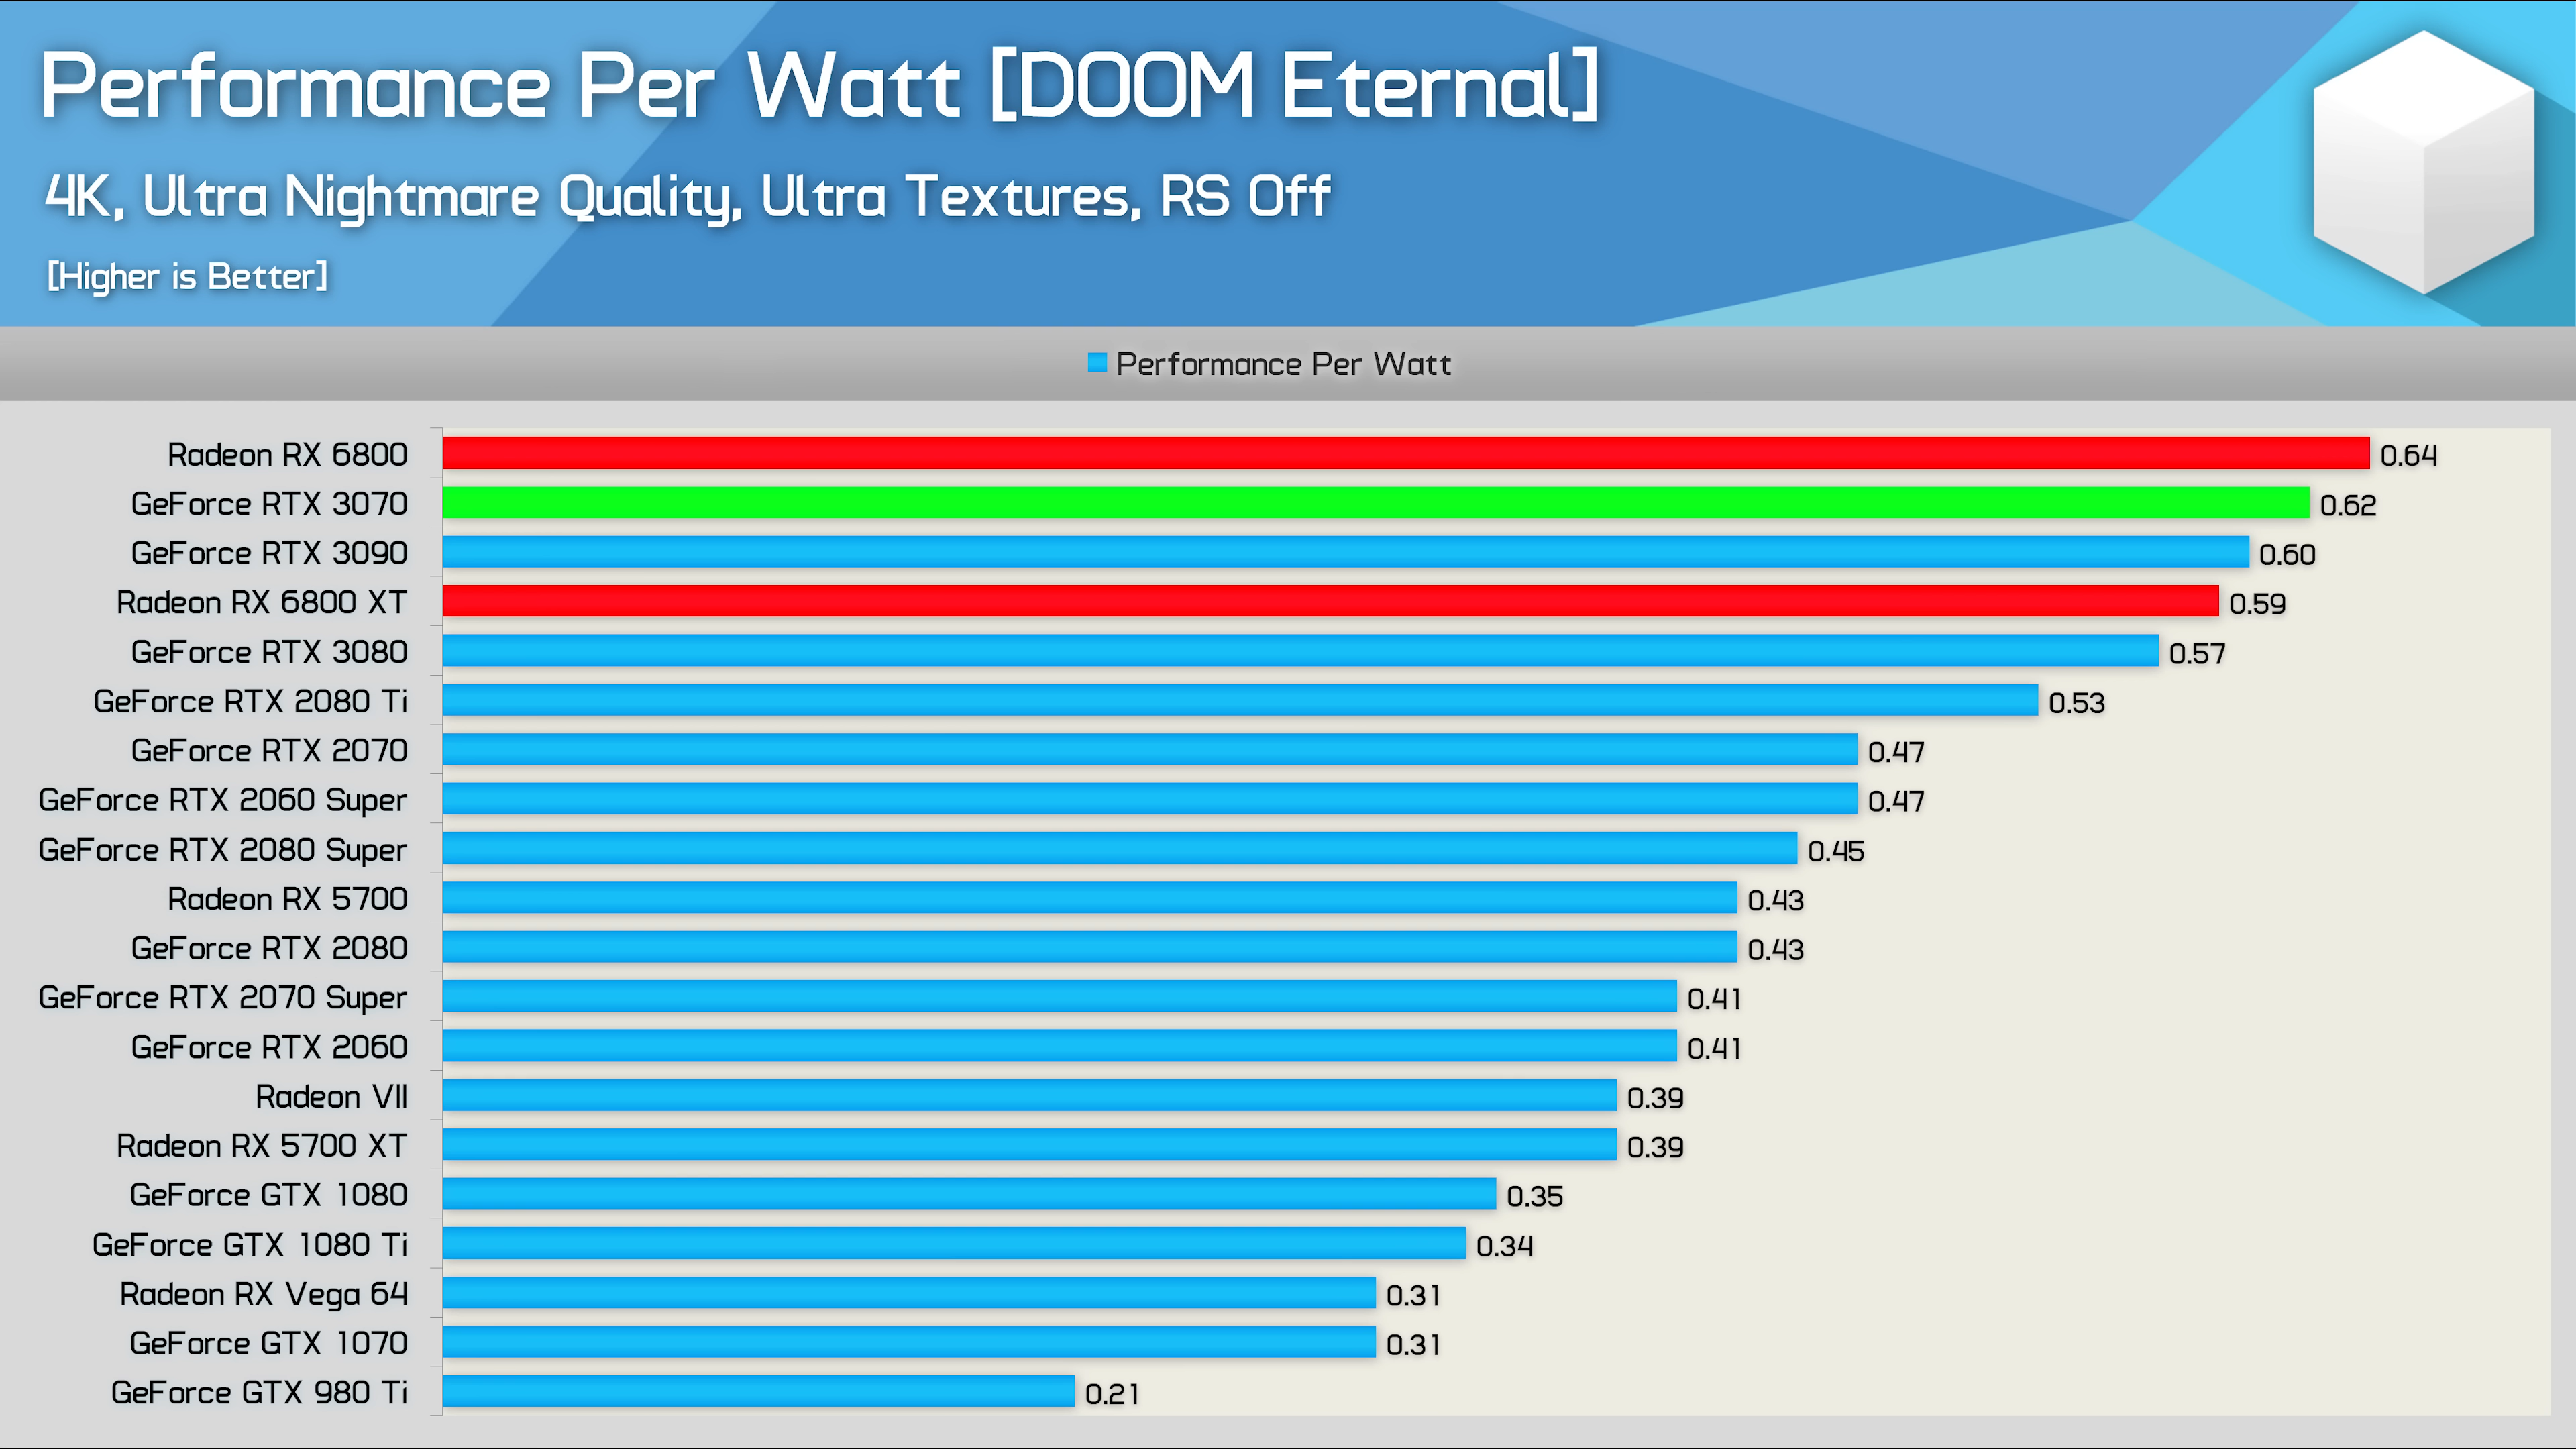 Performance Per Watt [DOOM Eternal]
4K, Ultra Nightmare Quality, Ultra Textures, RS Off
[Higher is Better]
Performance Per Watt
Radeon RX 6800 0.64
GeForce RTX 3070 0.62
GeForce RTX 3090 0.60
Radeon RX 6800 XT 0.59
GeForce RTX 3080 0.57
GeForce RTX 2080 Ti 0.53
GeForce RTX 2070 0.47
GeForce RTX 2060 Super 0.47
GeForce RTX 2080 Super 0.45
Radeon RX 5700 0.43
GeForce RTX 2080 0.43
GeForce RTX 2070 Super 0.41
GeForce RTX 2060 0.41
Radeon VII 0.39
Radeon RX 5700 XT 0.39
GeForce GTX 1080 0.35
GeForce GTX 1080 Ti 0.34
Radeon RX Vega 64 0.31
GeForce GTX 1070 0.31
GeForce GTX 980 Ti 0.21